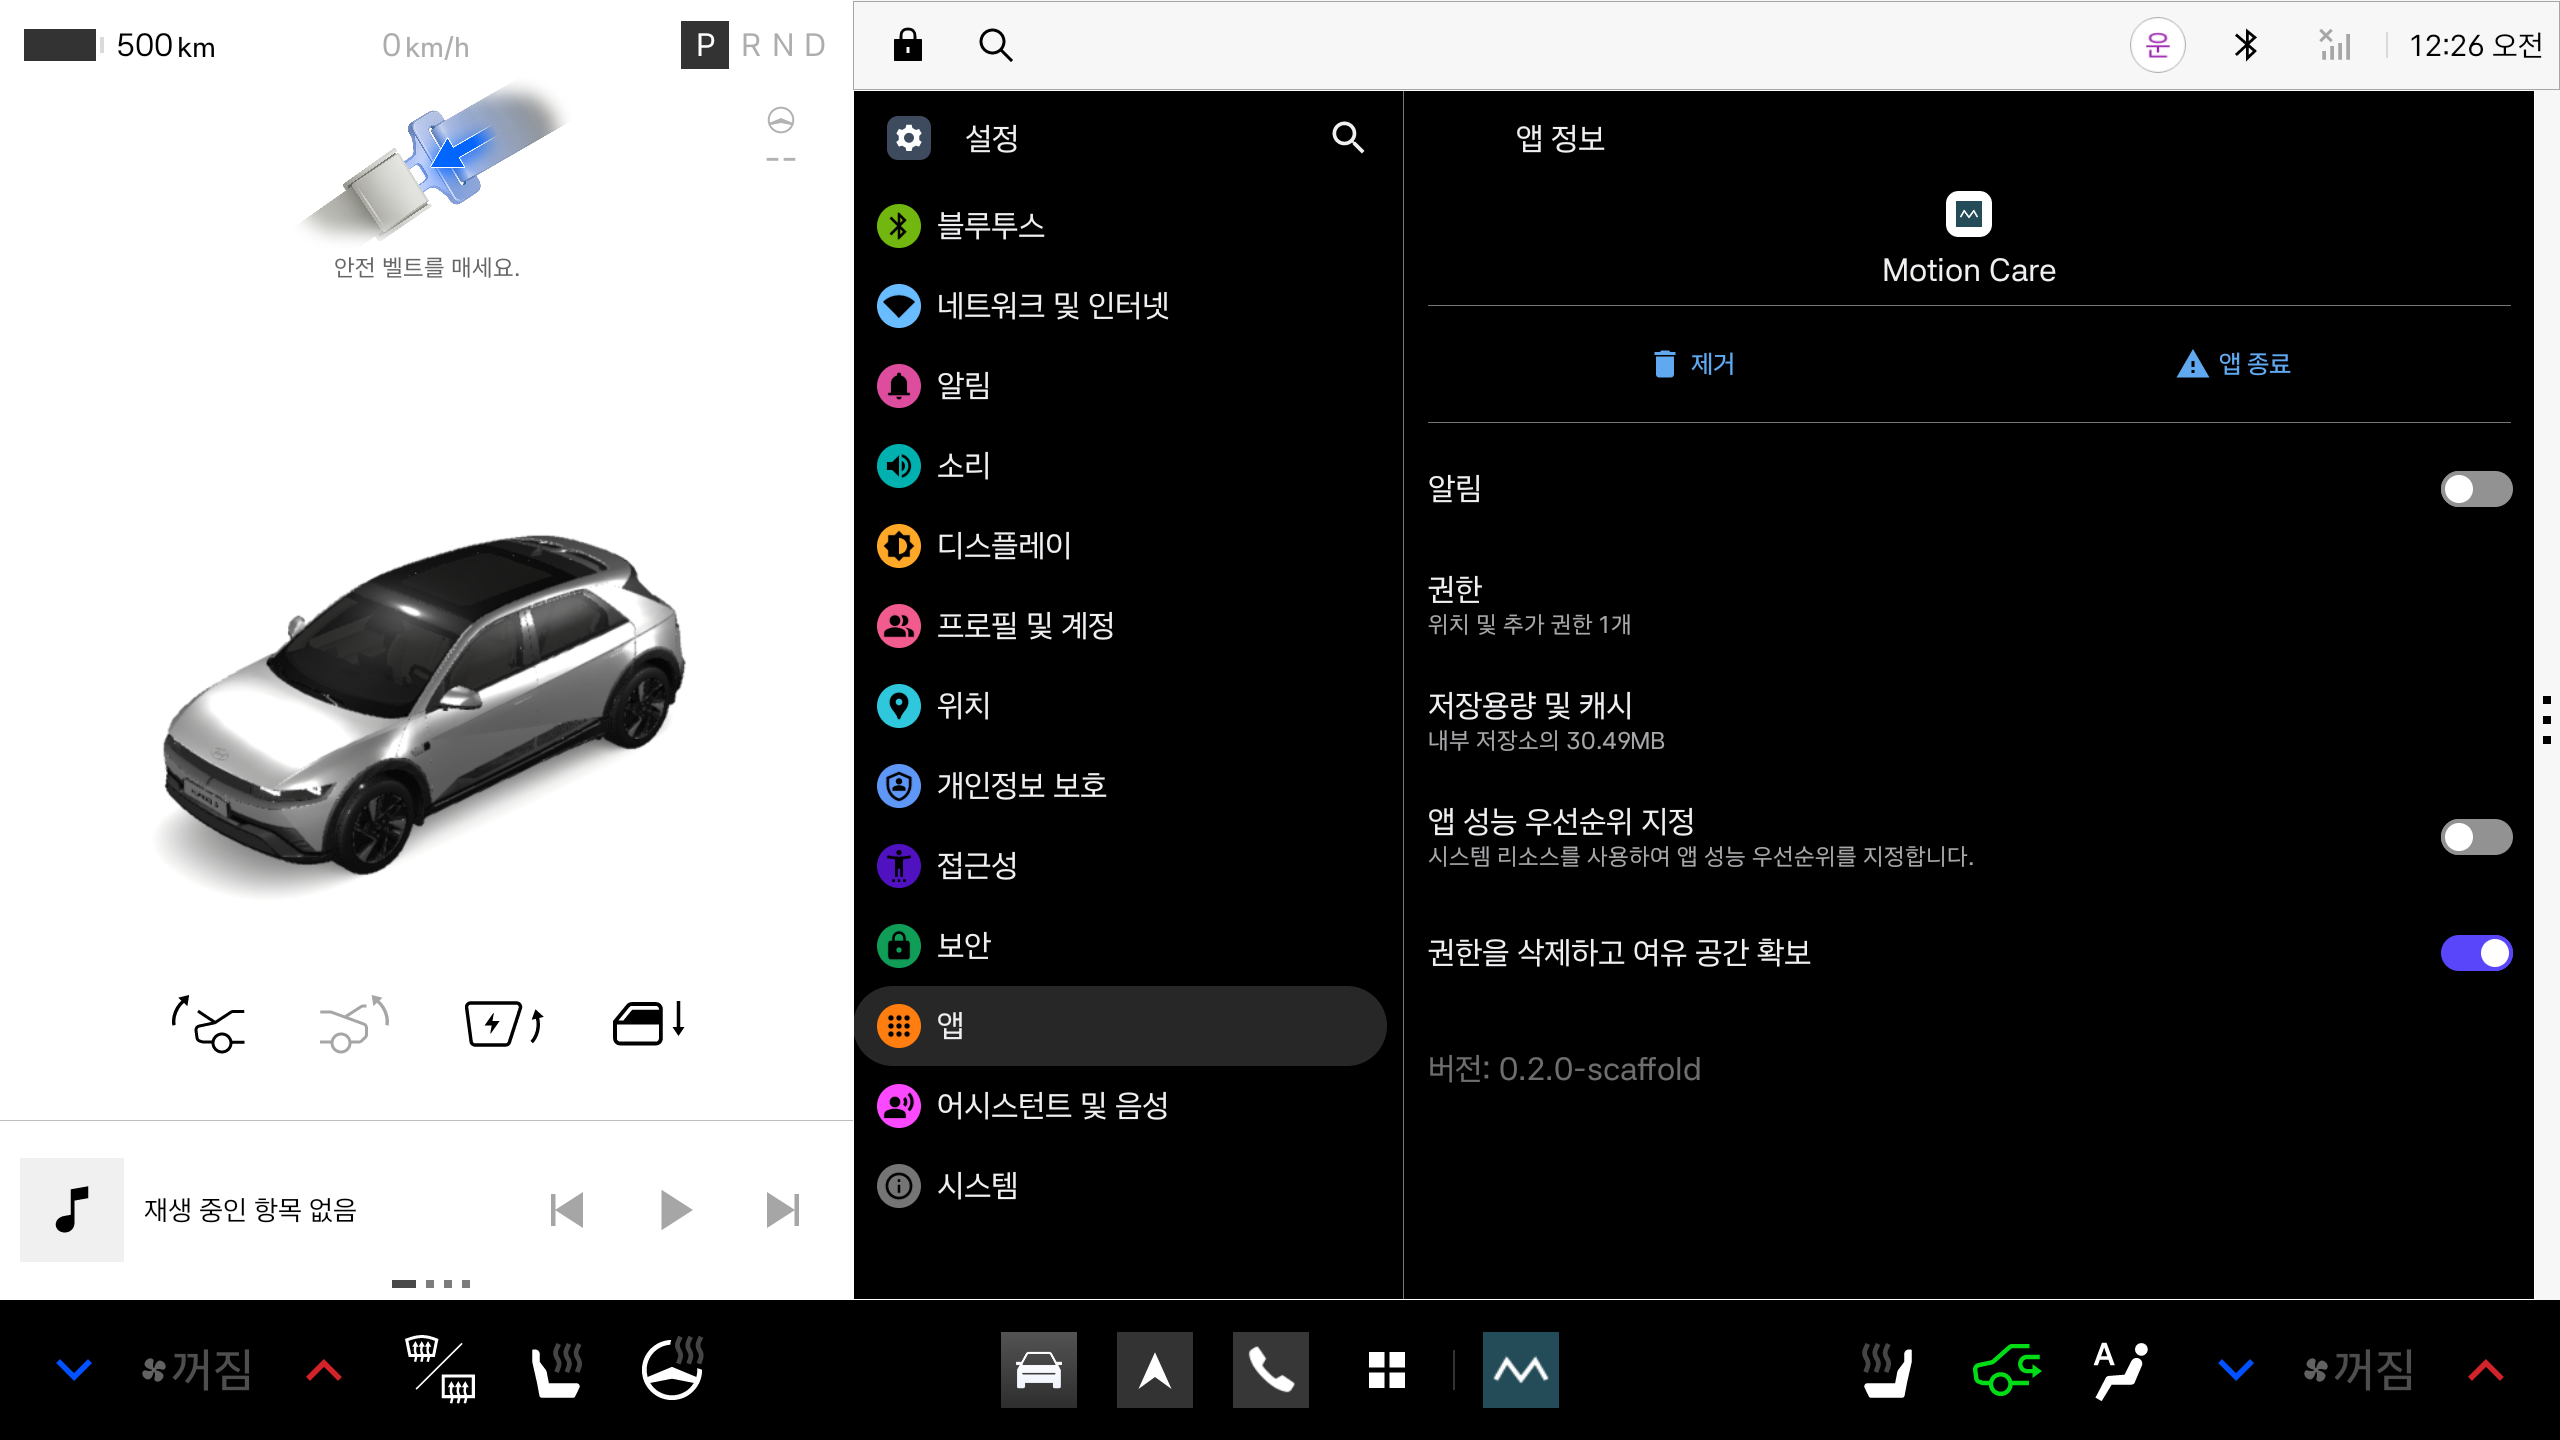 500 km
0 km/h
P R N D
안전 벨트를 매세요.
재생 중인 항목 없음
운
12:26 오전
설정
블루투스
네트워크 및 인터넷
알림
소리
디스플레이
프로필 및 계정
위치
개인정보 보호
접근성
보안
앱
어시스턴트 및 음성
시스템
앱 정보
Motion Care
제거
앱 종료
알림
권한
위치 및 추가 권한 1개
저장용량 및 캐시
내부 저장소의 30.49MB
앱 성능 우선순위 지정
시스템 리소스를 사용하여 앱 성능 우선순위를 지정합니다.
권한을 삭제하고 여유 공간 확보
버전: 0.2.0-scaffold
꺼짐
A
꺼짐